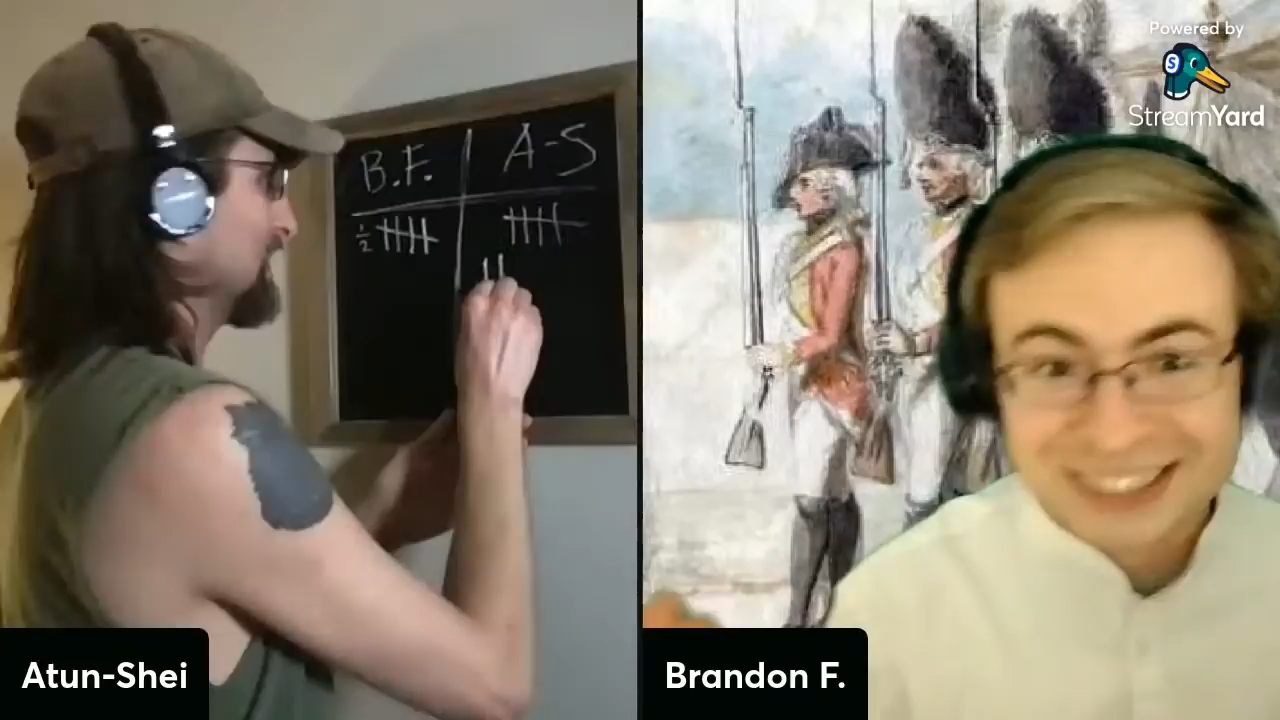 B.F. A-S
½
Powered by
StreamYard
Atun-Shei
Brandon F.